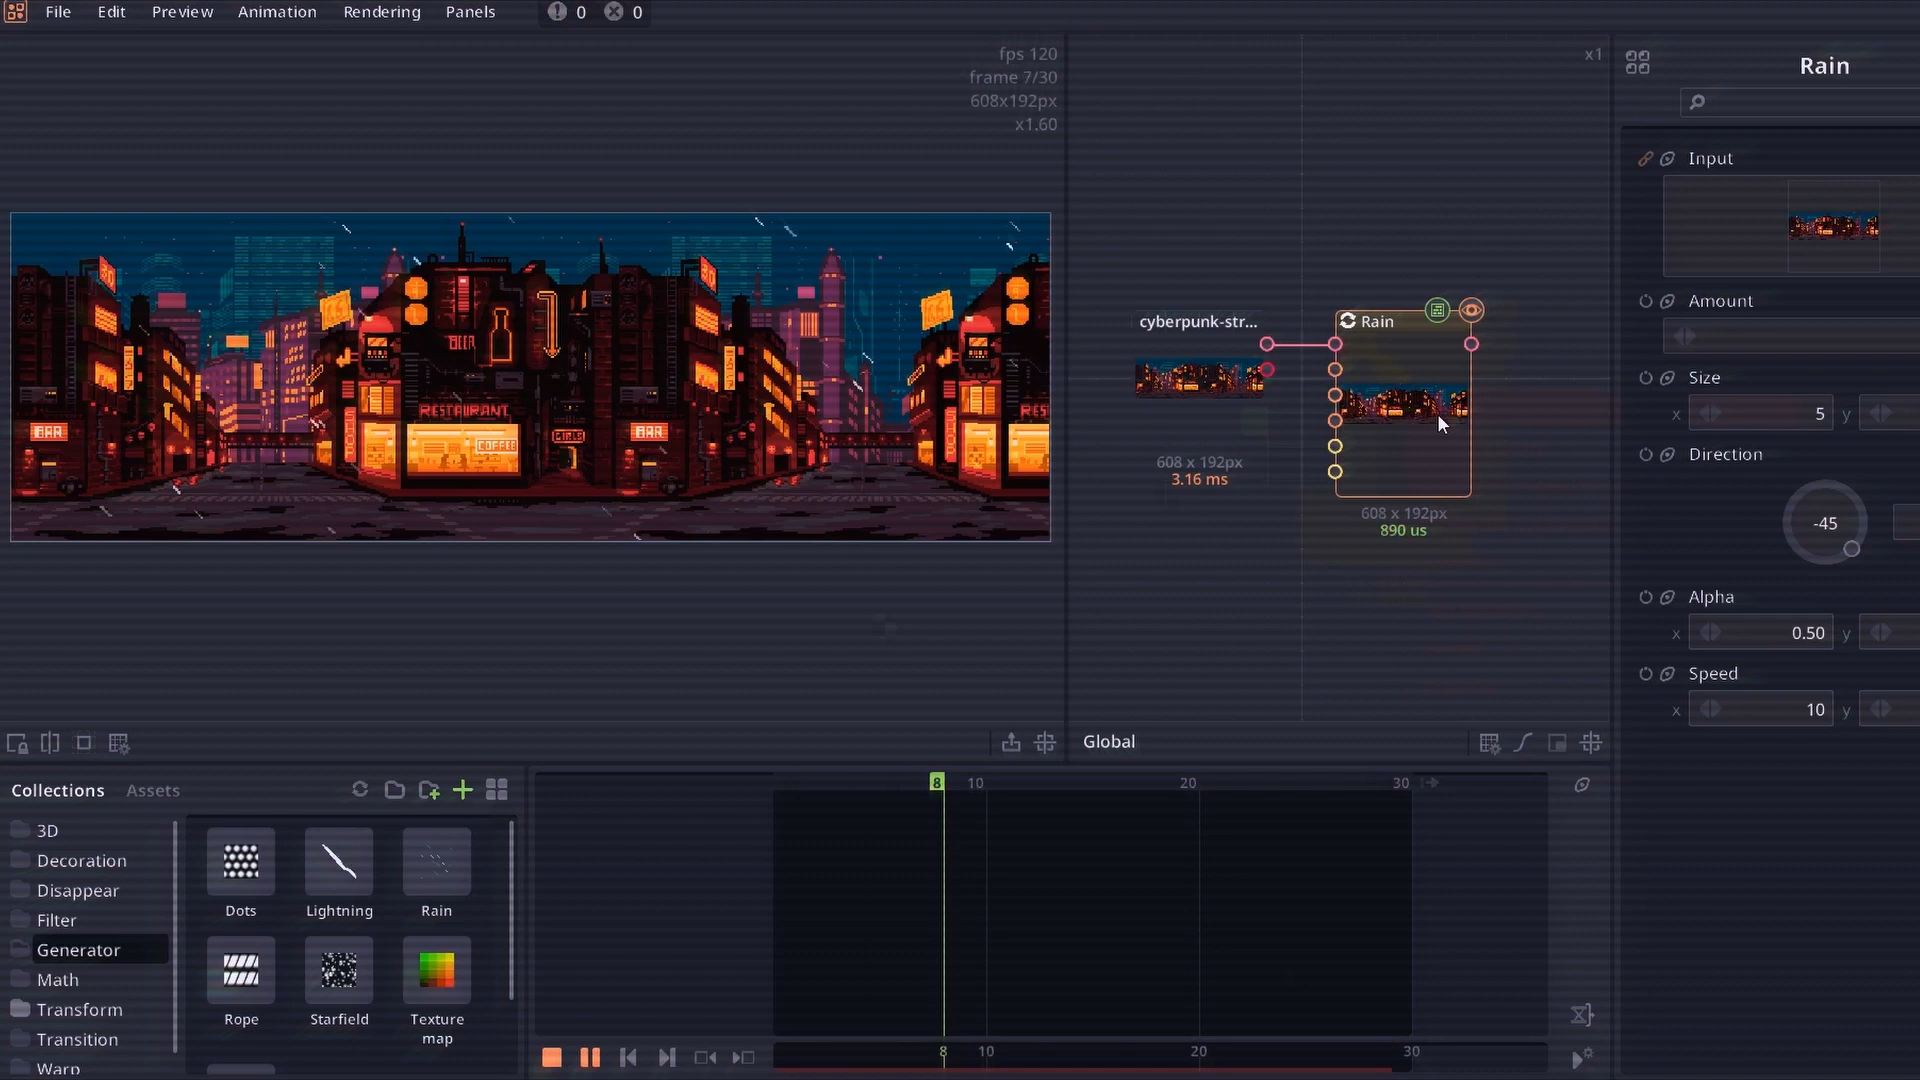 File Edit Preview Animation Rendering Panels 0 0
fps 120
frame 7/30
608x192px
x1.60
BEER
RESTAURANT
COFFEE
GIRLS
BAR
BAR
RES
x1
cyberpunk-str...
608 x 192px
3.16 ms
Rain
608 x 192px
890 us
Global
Rain
Input
Amount
Size
x 5 y
Direction
-45
Alpha
x 0.50 y
Speed
x 10 y
Collections Assets
3D
Decoration
Disappear
Filter
Generator
Math
Transform
Transition
Warp
Dots Lightning Rain
Rope Starfield Texture map
8 10 20 30
8 10 20 30